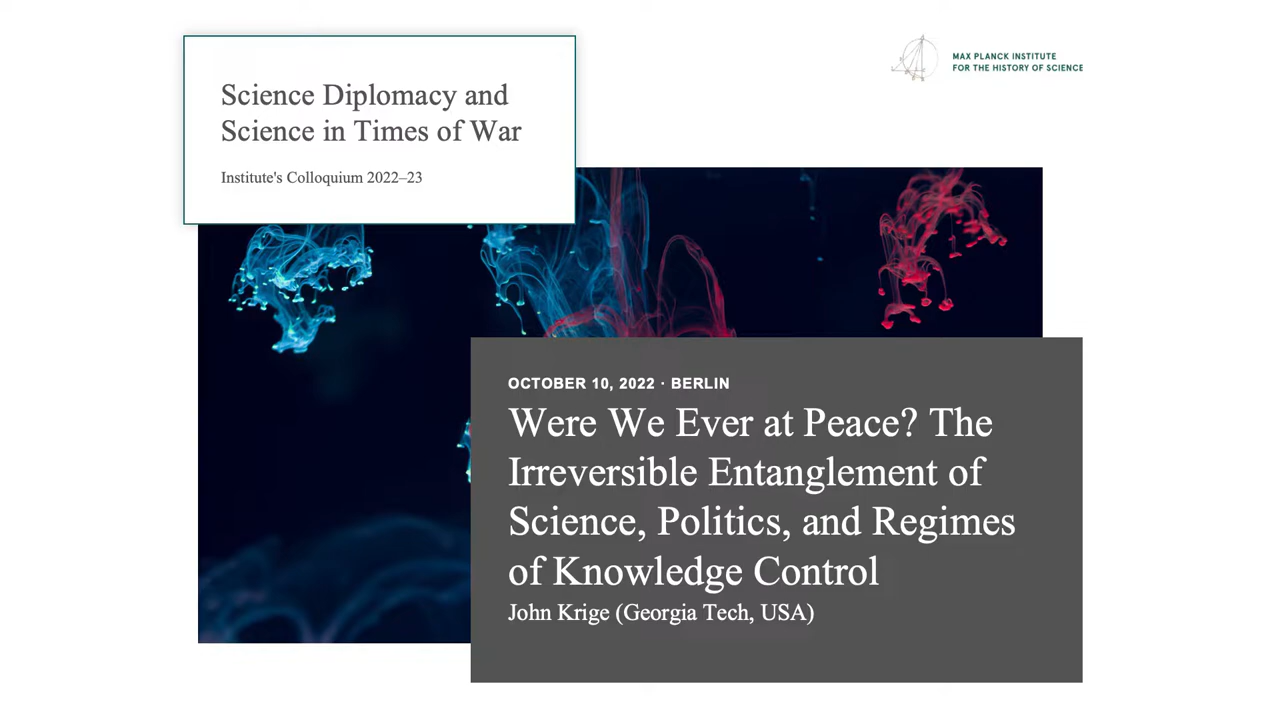 Science Diplomacy and
Science in Times of War
Institute's Colloquium 2022–23
MAX PLANCK INSTITUTE
FOR THE HISTORY OF SCIENCE
OCTOBER 10, 2022 · BERLIN
Were We Ever at Peace? The
Irreversible Entanglement of
Science, Politics, and Regimes
of Knowledge Control
John Krige (Georgia Tech, USA)